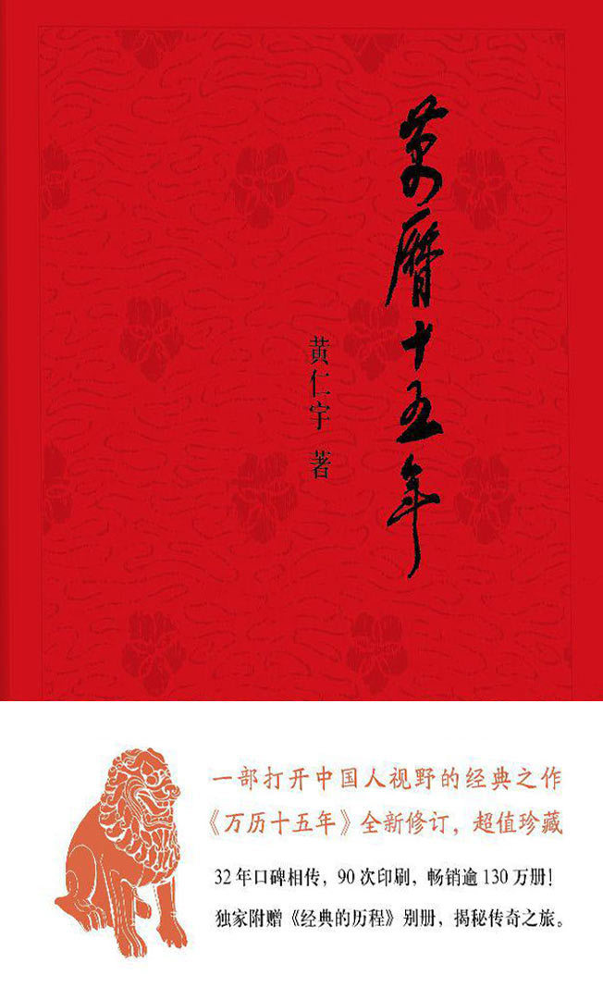 萬曆十五年
黄仁宇 著
一部打开中国人视野的经典之作
《万历十五年》全新修订，超值珍藏
32年口碑相传，90次印刷，畅销逾130万册！
独家附赠《经典的历程》别册，揭秘传奇之旅。